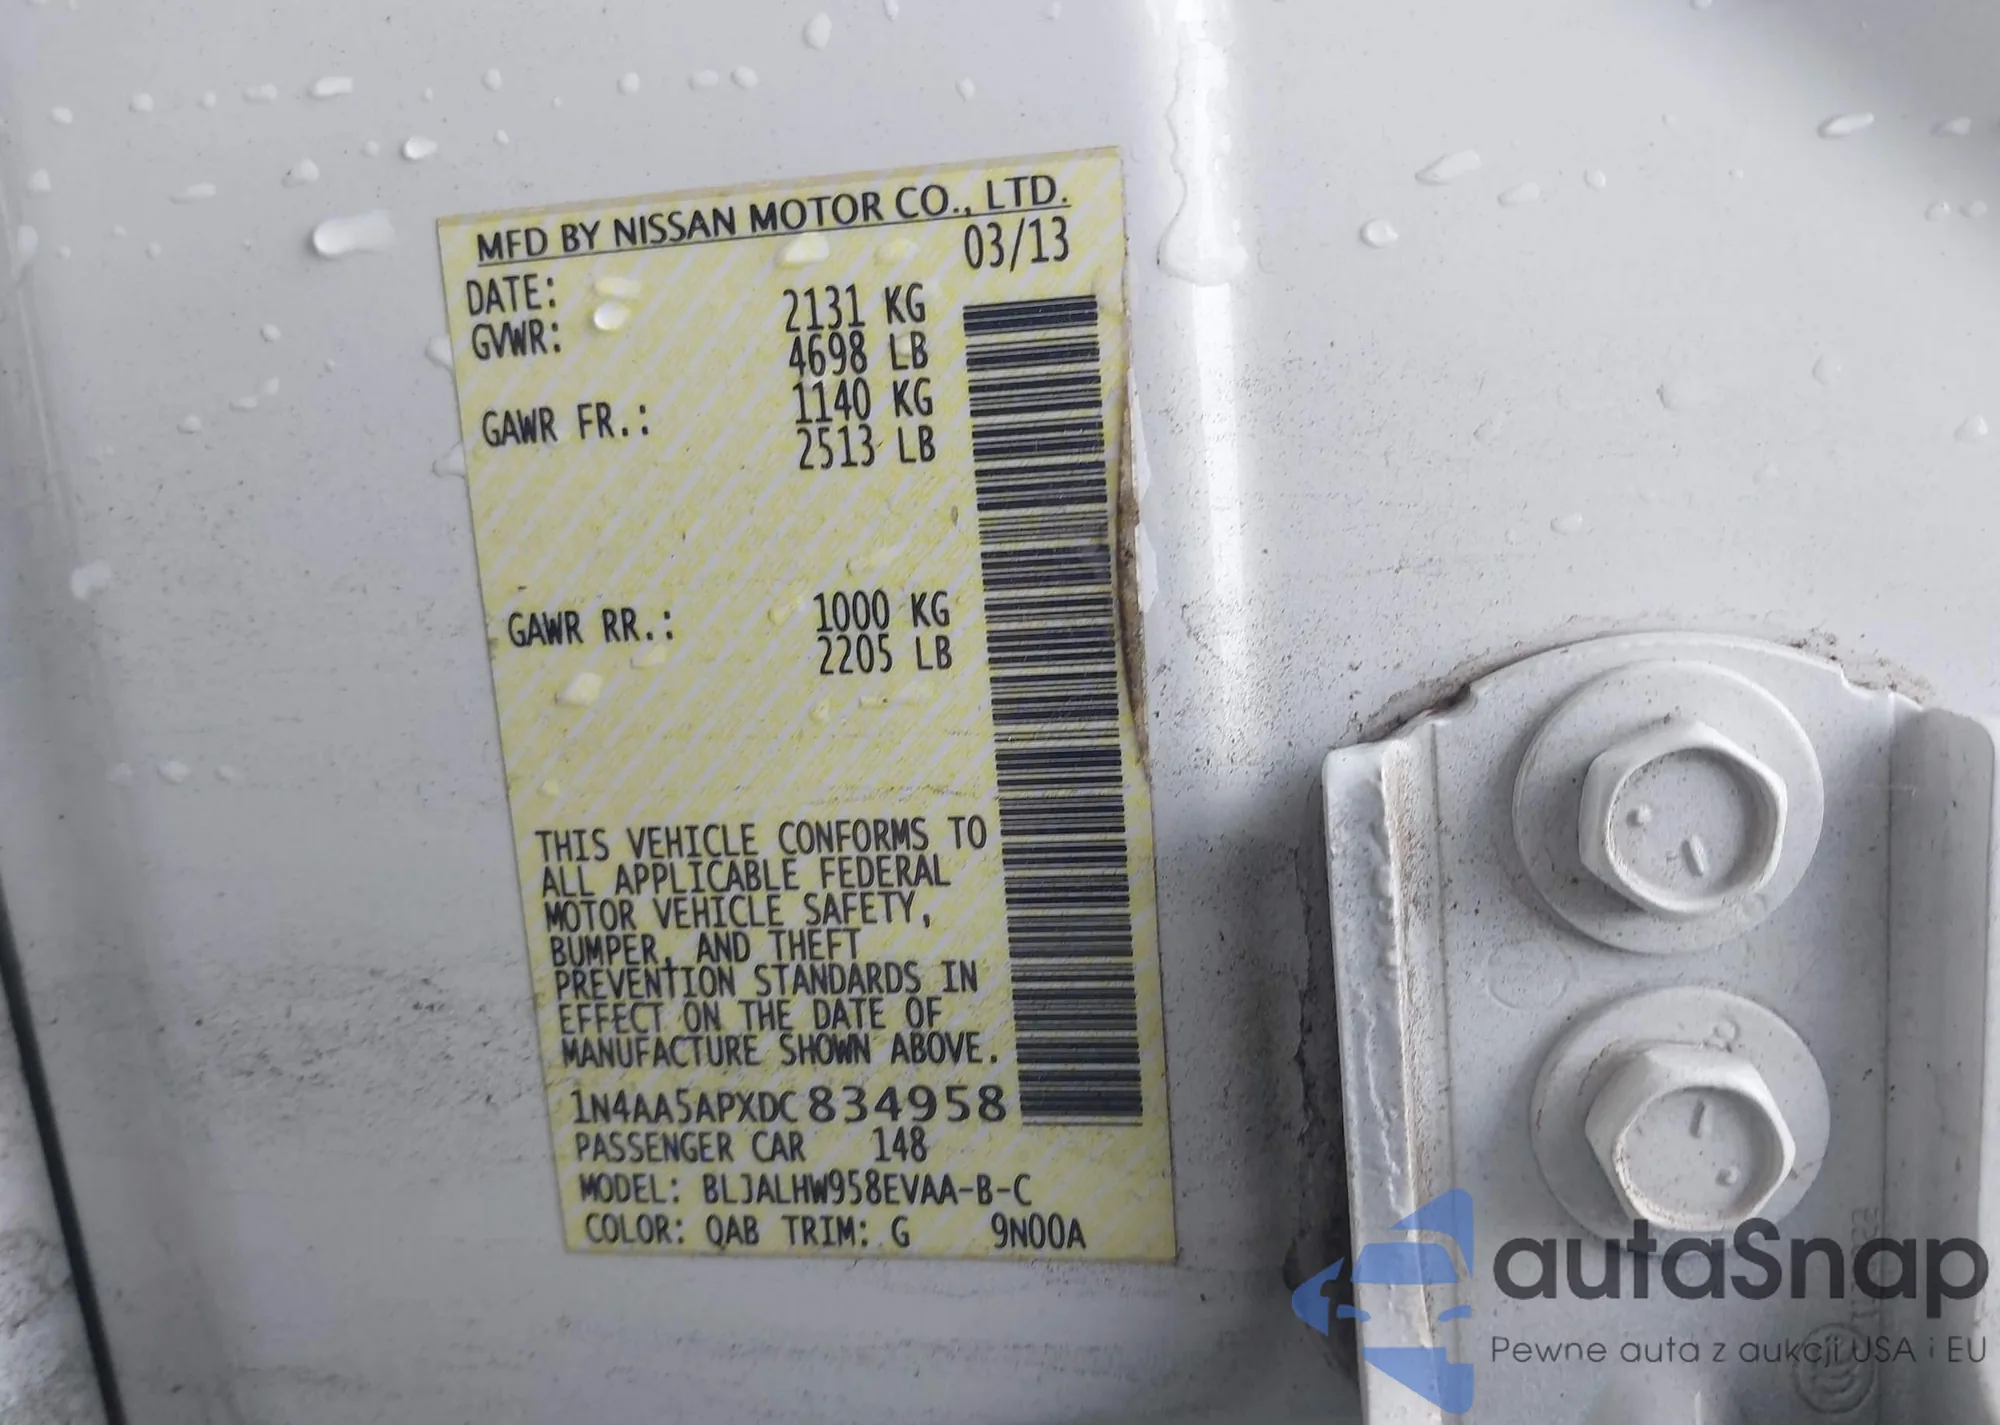 MFD BY NISSAN MOTOR CO., LTD.
DATE: 03/13
GVWR: 2131 KG
4698 LB
GAWR FR.: 1140 KG
2513 LB
GAWR RR.: 1000 KG
2205 LB
THIS VEHICLE CONFORMS TO
ALL APPLICABLE FEDERAL
MOTOR VEHICLE SAFETY,
BUMPER, AND THEFT
PREVENTION STANDARDS IN
EFFECT ON THE DATE OF
MANUFACTURE SHOWN ABOVE.
1N4AA5APXDC834958
PASSENGER CAR 148
MODEL: BLJALHW958EVAA-B-C
COLOR: QAB TRIM: G 9N00A
autaSnap
Pewne auta z aukcji USA i EU